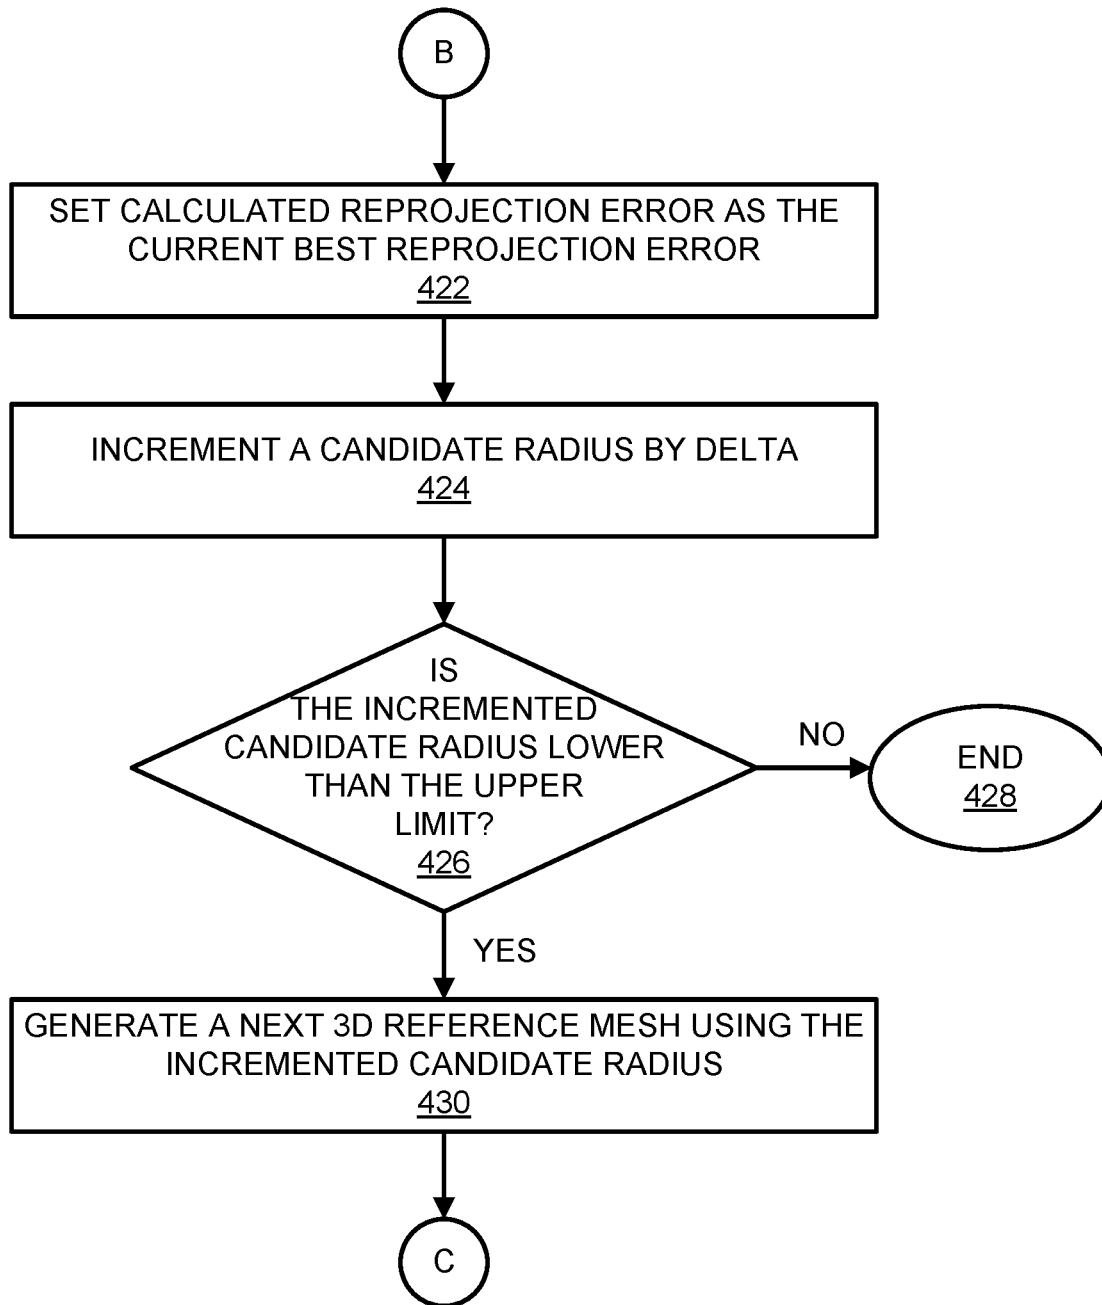 B
SET CALCULATED REPROJECTION ERROR AS THE
CURRENT BEST REPROJECTION ERROR
422
INCREMENT A CANDIDATE RADIUS BY DELTA
424
IS
THE INCREMENTED
CANDIDATE RADIUS LOWER
THAN THE UPPER
LIMIT?
426
NO
END
428
YES
GENERATE A NEXT 3D REFERENCE MESH USING THE
INCREMENTED CANDIDATE RADIUS
430
C